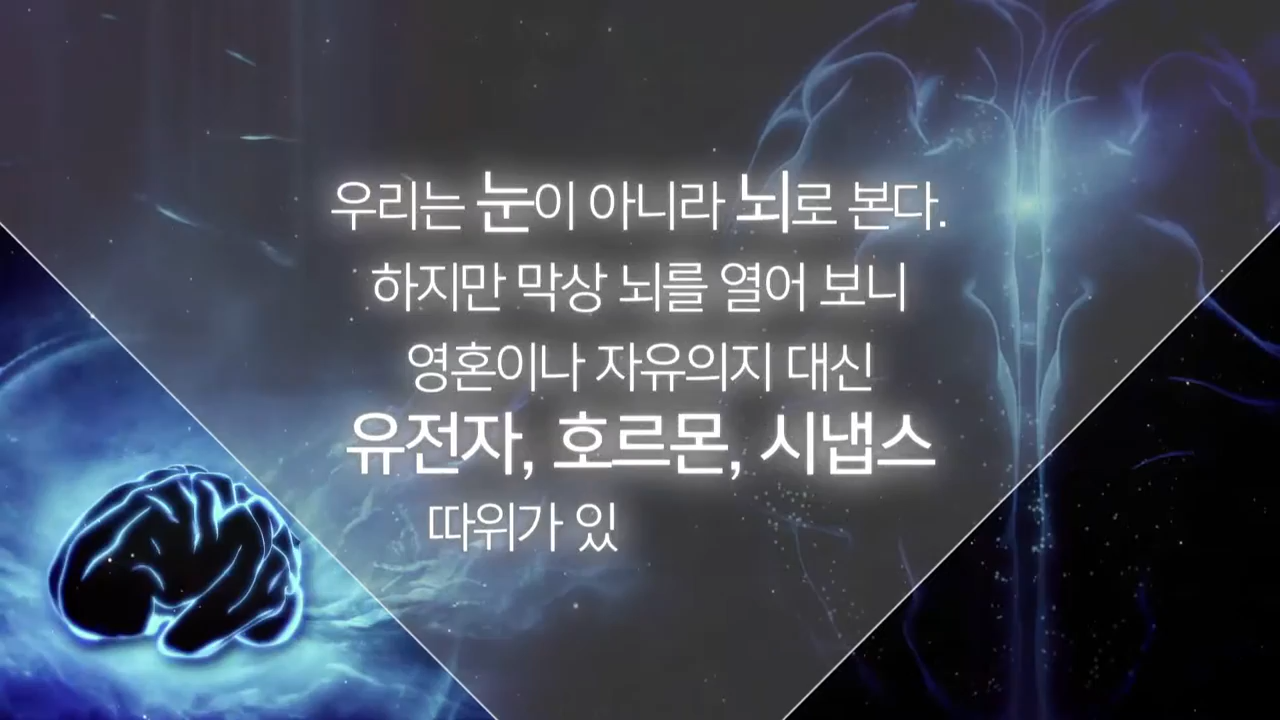 우리는 눈이 아니라 뇌로 본다.
하지만 막상 뇌를 열어 보니
영혼이나 자유의지 대신
유전자, 호르몬, 시냅스
따위가 있